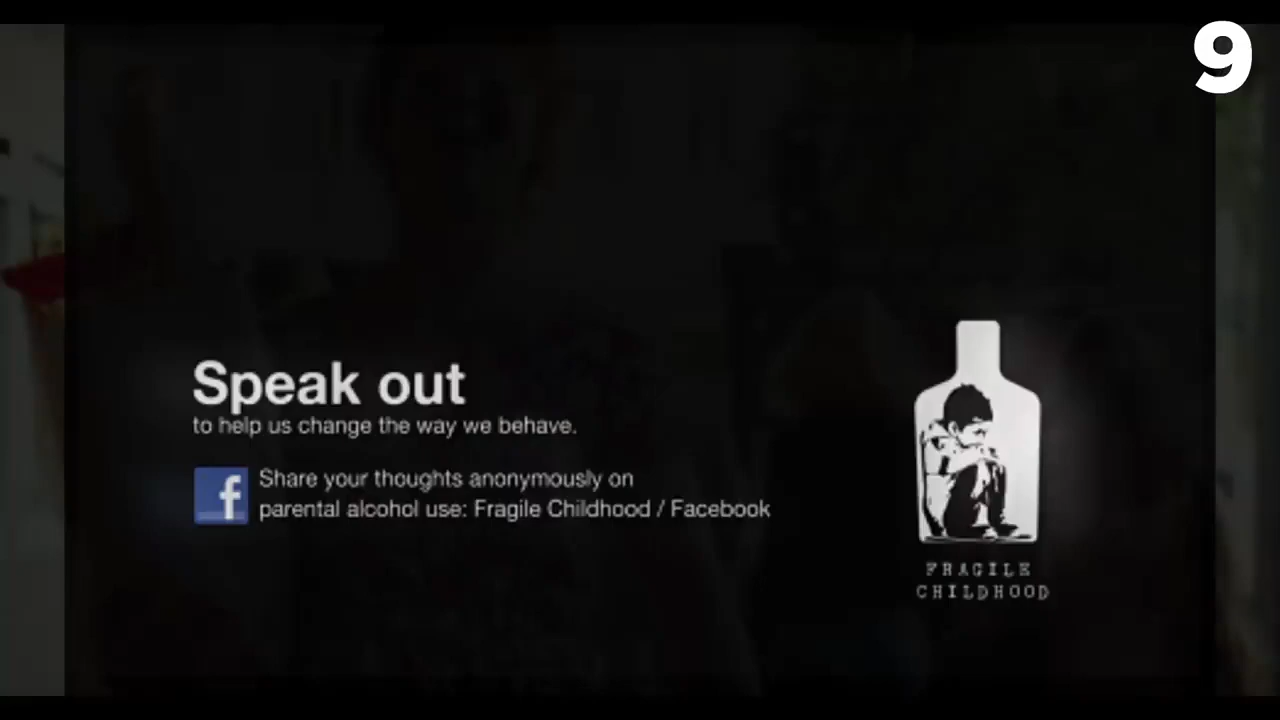 9
Speak out
to help us change the way we behave.
f
Share your thoughts anonymously on
parental alcohol use: Fragile Childhood / Facebook
FRAGILE
CHILDHOOD